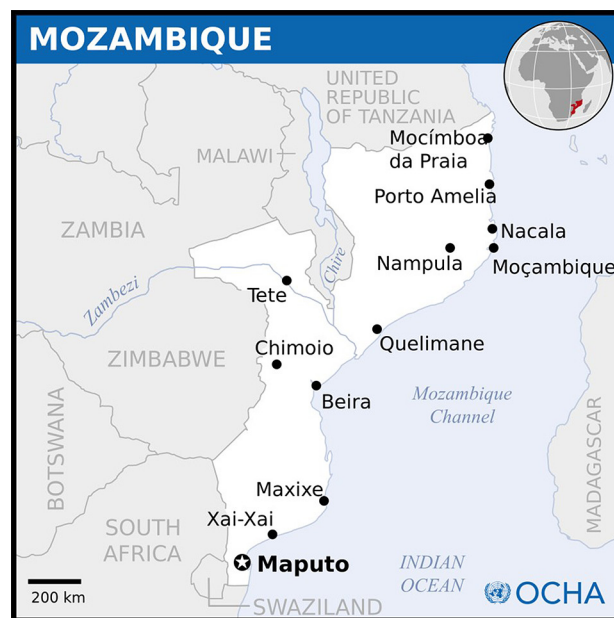 MOZAMBIQUE
UNITED
REPUBLIC
OF TANZANIA
Mocímboa
da Praia
MALAWI
Porto Amelia
ZAMBIA
Nacala
Nampula
Moçambique
Chire
Zambezi
Tete
Quelimane
Chimoio
ZIMBABWE
Beira
Mozambique
Channel
BOTSWANA
MADAGASCAR
Maxixe
Xai-Xai
SOUTH
AFRICA
Maputo
INDIAN
OCEAN
200 km
SWAZILAND
OCHA